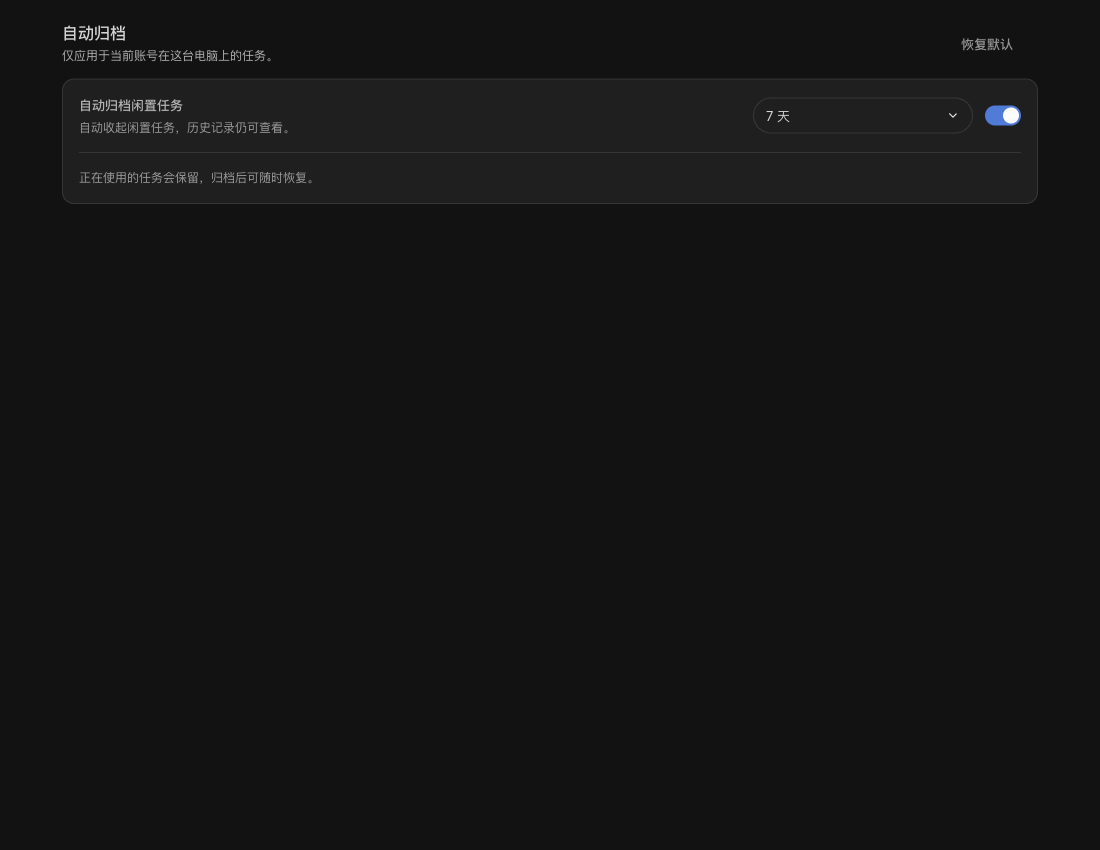 自动归档
仅应用于当前账号在这台电脑上的任务。
恢复默认
自动归档闲置任务
自动收起闲置任务，历史记录仍可查看。
7 天
正在使用的任务会保留，归档后可随时恢复。